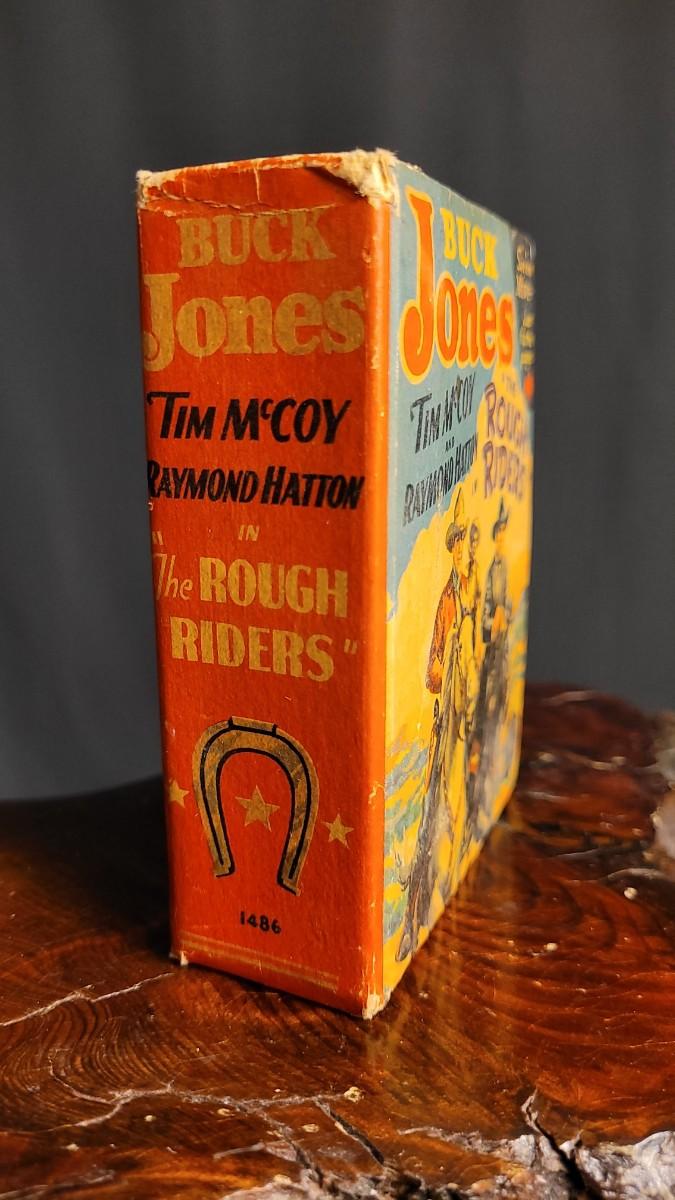 BUCK
Jones
TIM McCOY
RAYMOND HATTON
IN
"The ROUGH
RIDERS"
1486
BUCK
Jones
TIM McCOY
AND
RAYMOND HATTON
ROUGH
RIDERS